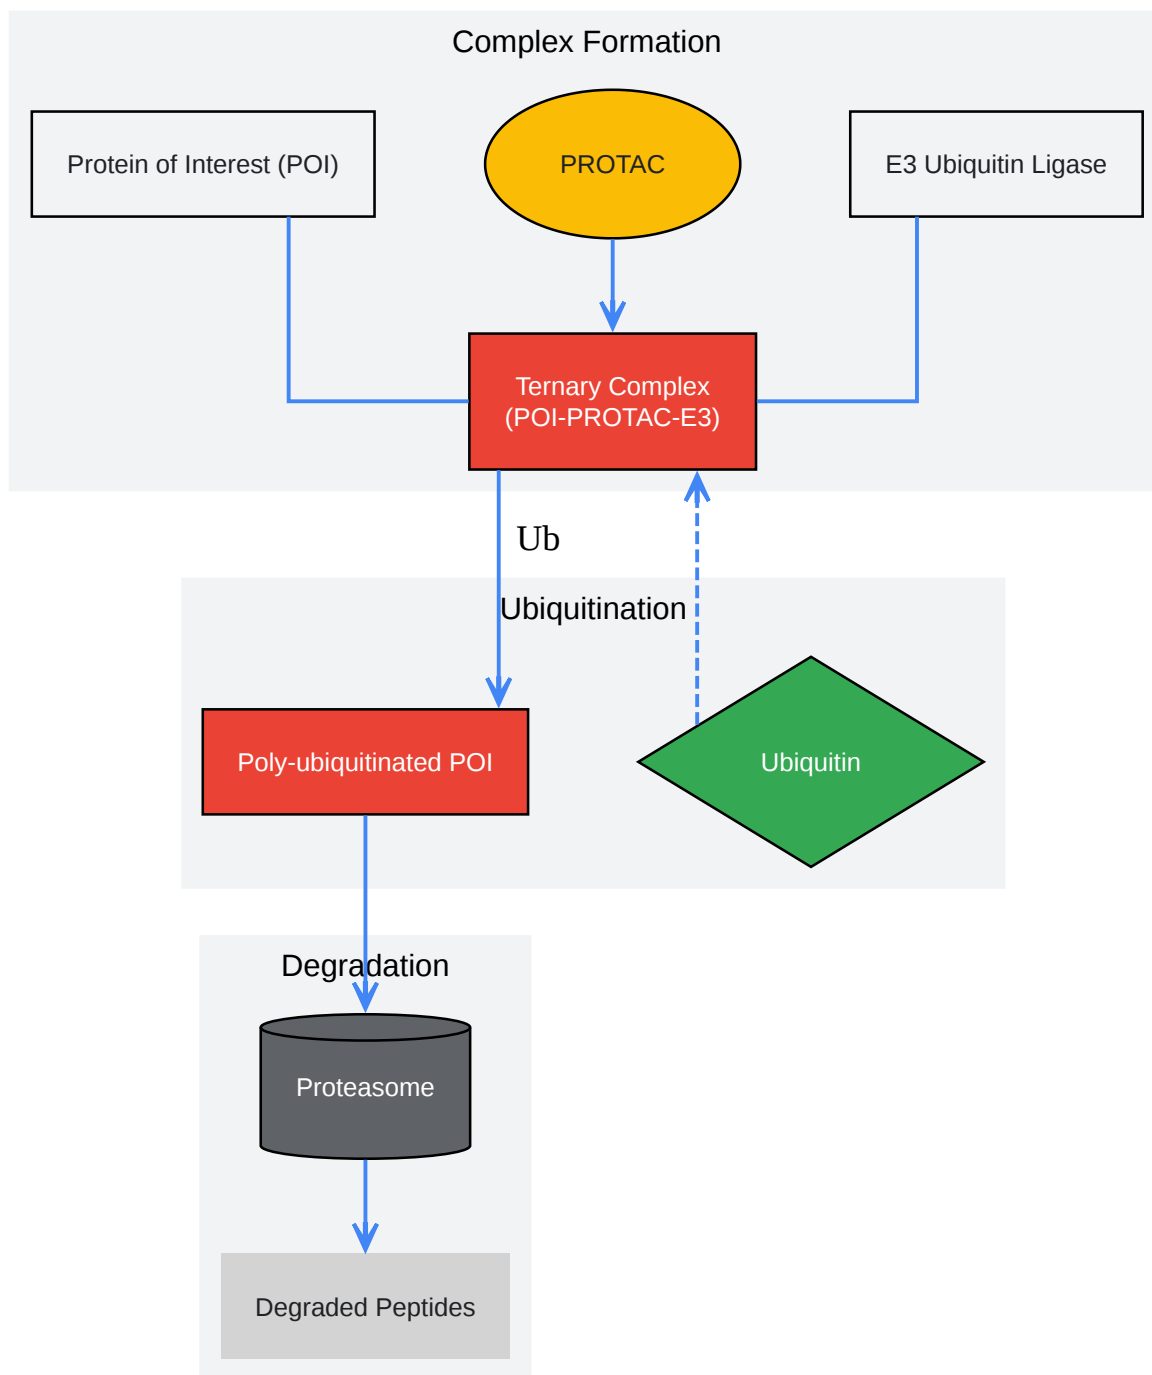 Complex Formation
Protein of Interest (POI)
PROTAC
E3 Ubiquitin Ligase
Ternary Complex
(POI-PROTAC-E3)
Ub
Ubiquitination
Poly-ubiquitinated POI
Ubiquitin
Degradation
Proteasome
Degraded Peptides